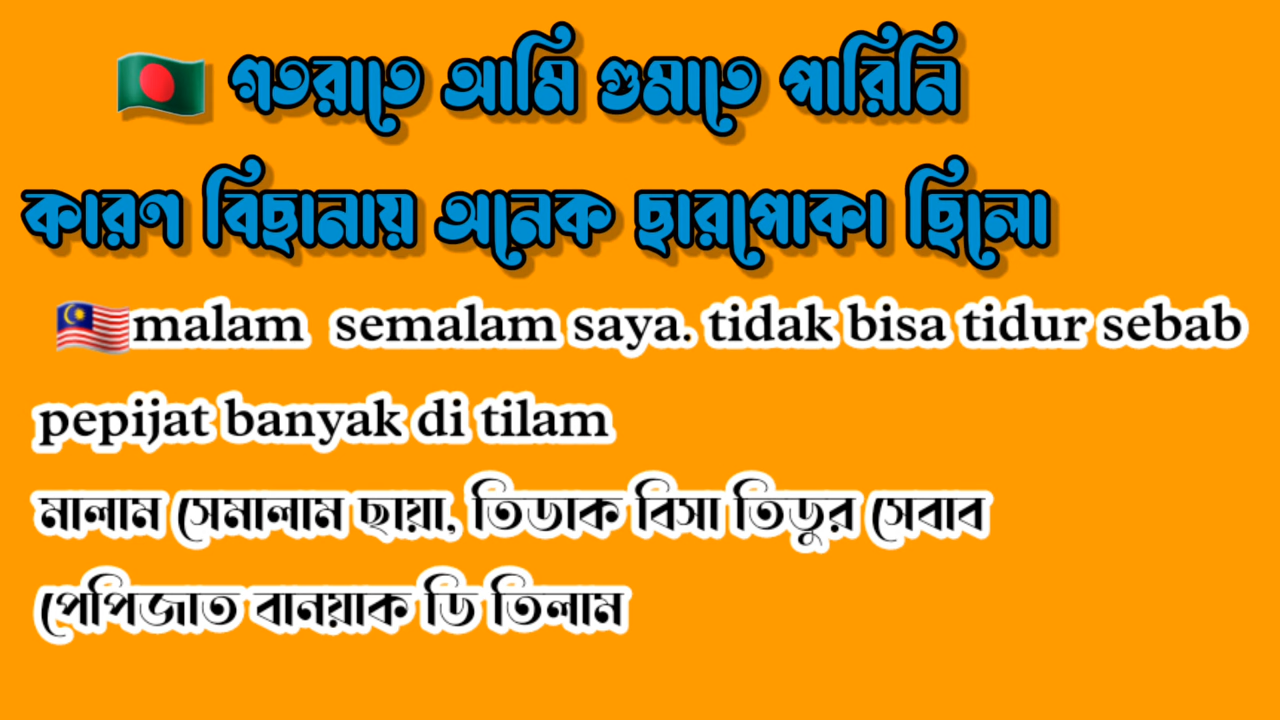 🇧🇩 গতরাতে আমি গুমাতে পারিনি
কারণ বিছানায় অনেক ছারপোকা ছিলো
🇲🇾malam semalam saya. tidak bisa tidur sebab
pepijat banyak di tilam
মালাম সেমালাম ছায়া, তিডাক বিসা তিডুর সেবাব
পেপিজাত বানয়াক ডি তিলাম